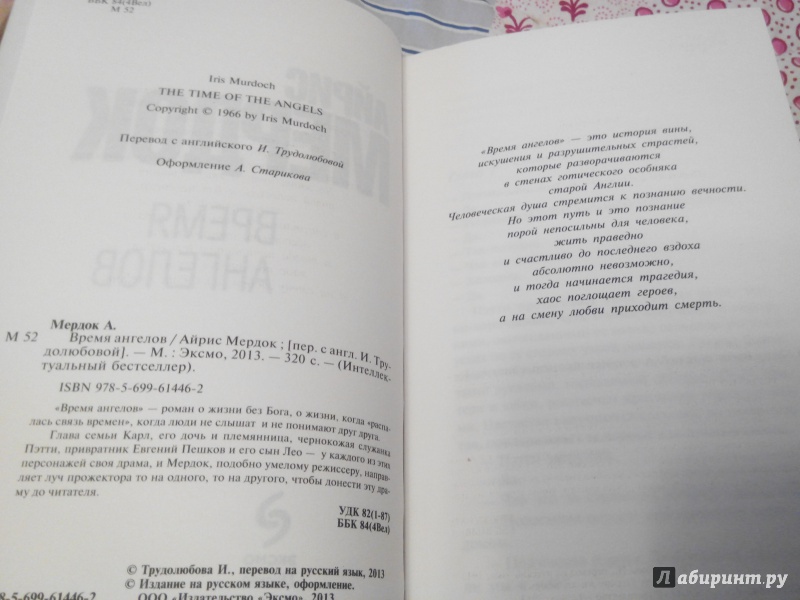 ББК 84(4Вел)
М 52
Iris Murdoch
THE TIME OF THE ANGELS
Copyright © 1966 by Iris Murdoch
Перевод с английского И. Трудолюбовой
Оформление А. Старикова
АЙРИС
МЕРДОК
ВРЕМЯ
АНГЕЛОВ
Мердок А.
М 52 Время ангелов / Айрис Мердок ; [пер. с англ. И. Тру-
долюбовой]. — М. : Эксмо, 2013. — 320 с. — (Интеллек-
туальный бестселлер).
ISBN 978-5-699-61446-2
«Время ангелов» — роман о жизни без Бога, о жизни, когда «распа-
лась связь времен», когда люди не слышат и не понимают друг друга.
Глава семьи Карл, его дочь и племянница, чернокожая служанка
Пэтти, привратник Евгений Пешков и его сын Лео — у каждого из этих
персонажей своя драма, и Мердок, подобно умелому режиссеру, направ-
ляет луч прожектора то на одного, то на другого, чтобы донести эту дра-
му до читателя.
УДК 82(1-87)
ББК 84(4Вел)
© Трудолюбова И., перевод на русский язык, 2013
© Издание на русском языке, оформление.
ООО «Издательство «Эксмо», 2013
8-5-699-61446-2
«Время ангелов» — это история вины,
искушения и разрушительных страстей,
которые разворачиваются
в стенах готического особняка
старой Англии.
Человеческая душа стремится к познанию вечности.
Но этот путь и это познание
порой непосильны для человека,
жить праведно
и счастливо до последнего вздоха
абсолютно невозможно,
и тогда начинается трагедия,
хаос поглощает героев,
а на смену любви приходит смерть.
Лабиринт.ру